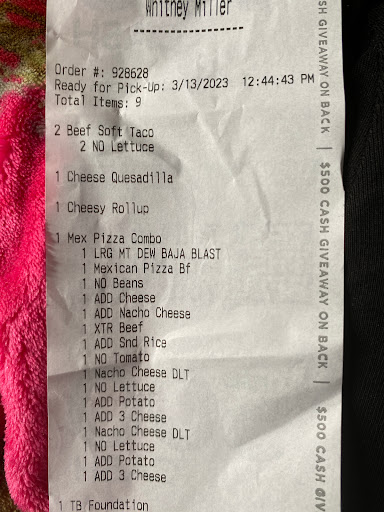 Whitney Miller
Order #: 928628
Ready for Pick-Up: 3/13/2023 12:44:43 PM
Total Items: 9
2 Beef Soft Taco
2 NO Lettuce
1 Cheese Quesadilla
1 Cheesy Rollup
1 Mex Pizza Combo
1 LRG MT DEW BAJA BLAST
1 Mexican Pizza Bf
1 NO Beans
1 ADD Cheese
1 ADD Nacho Cheese
1 XTR Beef
1 ADD Snd Rice
1 NO Tomato
1 Nacho Cheese DLT
1 NO Lettuce
1 ADD Potato
1 ADD 3 Cheese
1 Nacho Cheese DLT
1 NO Lettuce
1 ADD Potato
1 ADD 3 Cheese
1 TB Foundation
SH GIVEAWAY ON BACK | $500 CASH GIVEAWAY ON BACK | $500 CASH GIV